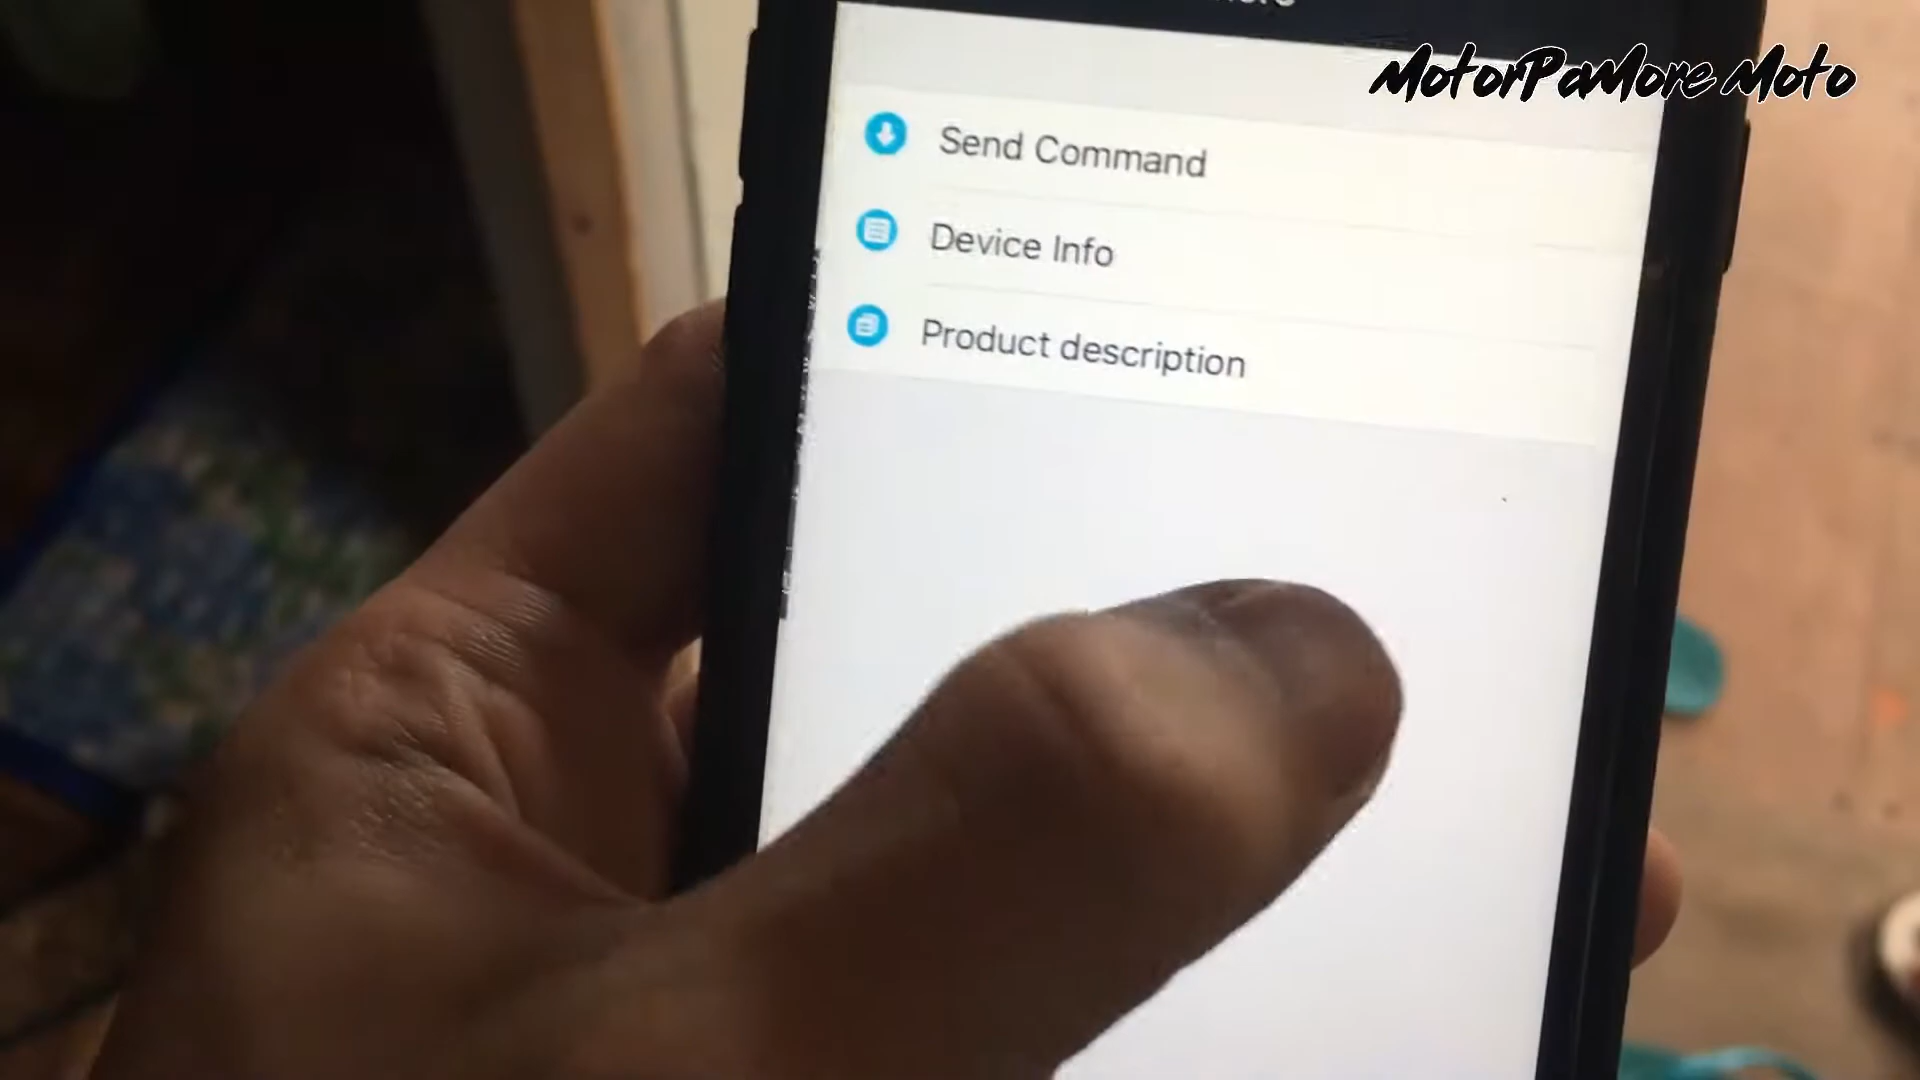 MotorPaMore Moto
Send Command
Device Info
Product description